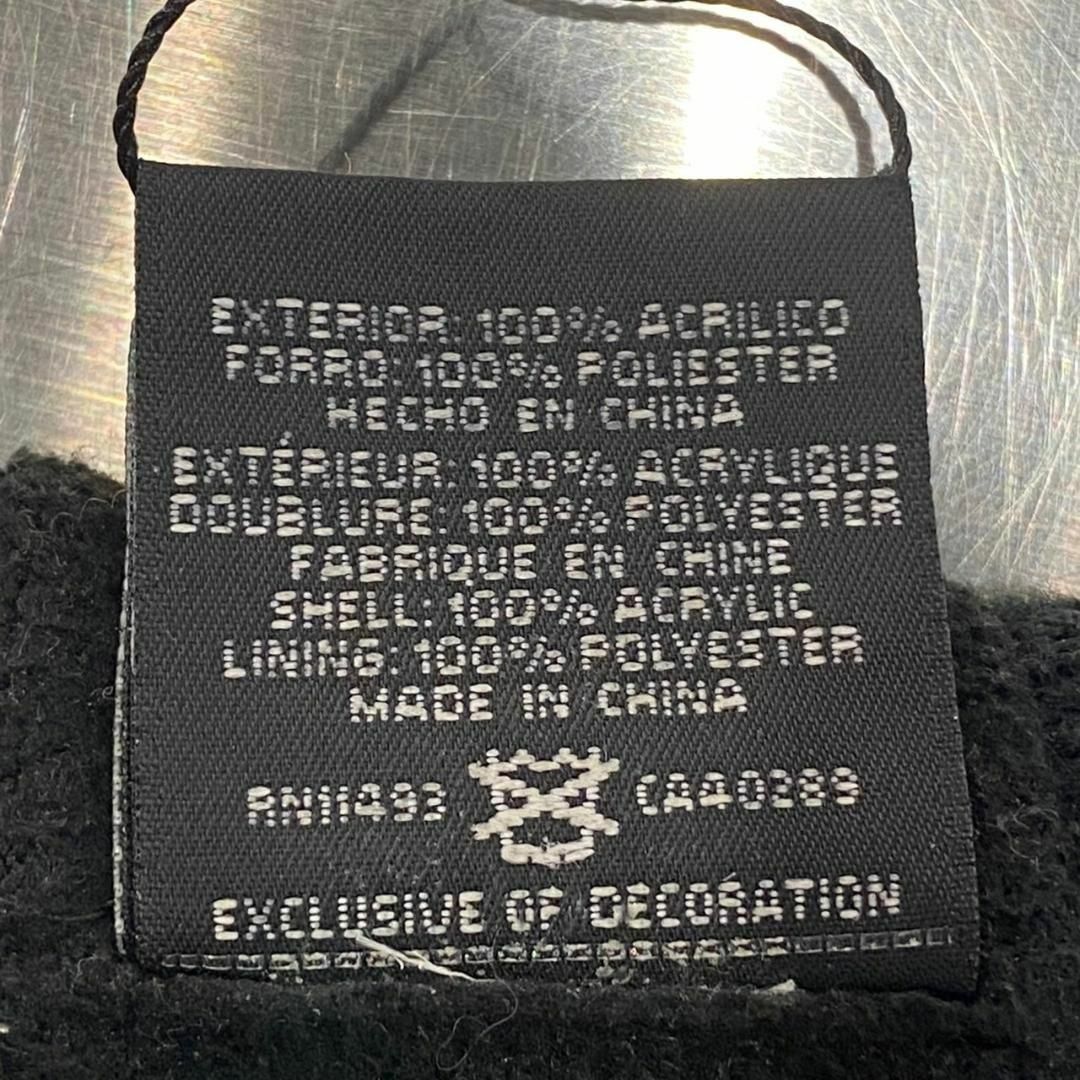 EXTERIOR: 100% ACRILICO
FORRO: 100% POLIESTER
HECHO EN CHINA
EXTÉRIEUR: 100% ACRYLIQUE
DOUBLURE: 100% POLYESTER
FABRIQUE EN CHINE
SHELL: 100% ACRYLIC
LINING: 100% POLYESTER
MADE IN CHINA
RN11493
EXCLUSIVE OF DECORATION